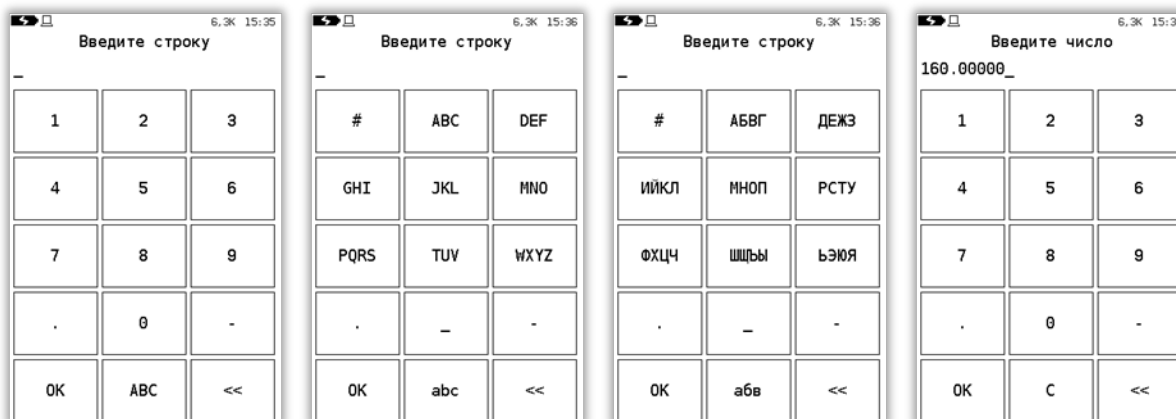 6,3K 15:35
Введите строку
_
1 2 3
4 5 6
7 8 9
. 0 -
OK ABC <<
6,3K 15:36
Введите строку
_
# ABC DEF
GHI JKL MNO
PQRS TUV WXYZ
. _ -
OK abc <<
6,3K 15:36
Введите строку
_
# АБВГ ДЕЖЗ
ИЙКЛ МНОП РСТУ
ФХЦЧ ШЩЪЫ ЬЭЮЯ
. _ -
OK абв <<
6,3K 15:3
Введите число
160.00000_
1 2 3
4 5 6
7 8 9
. 0 -
OK C <<